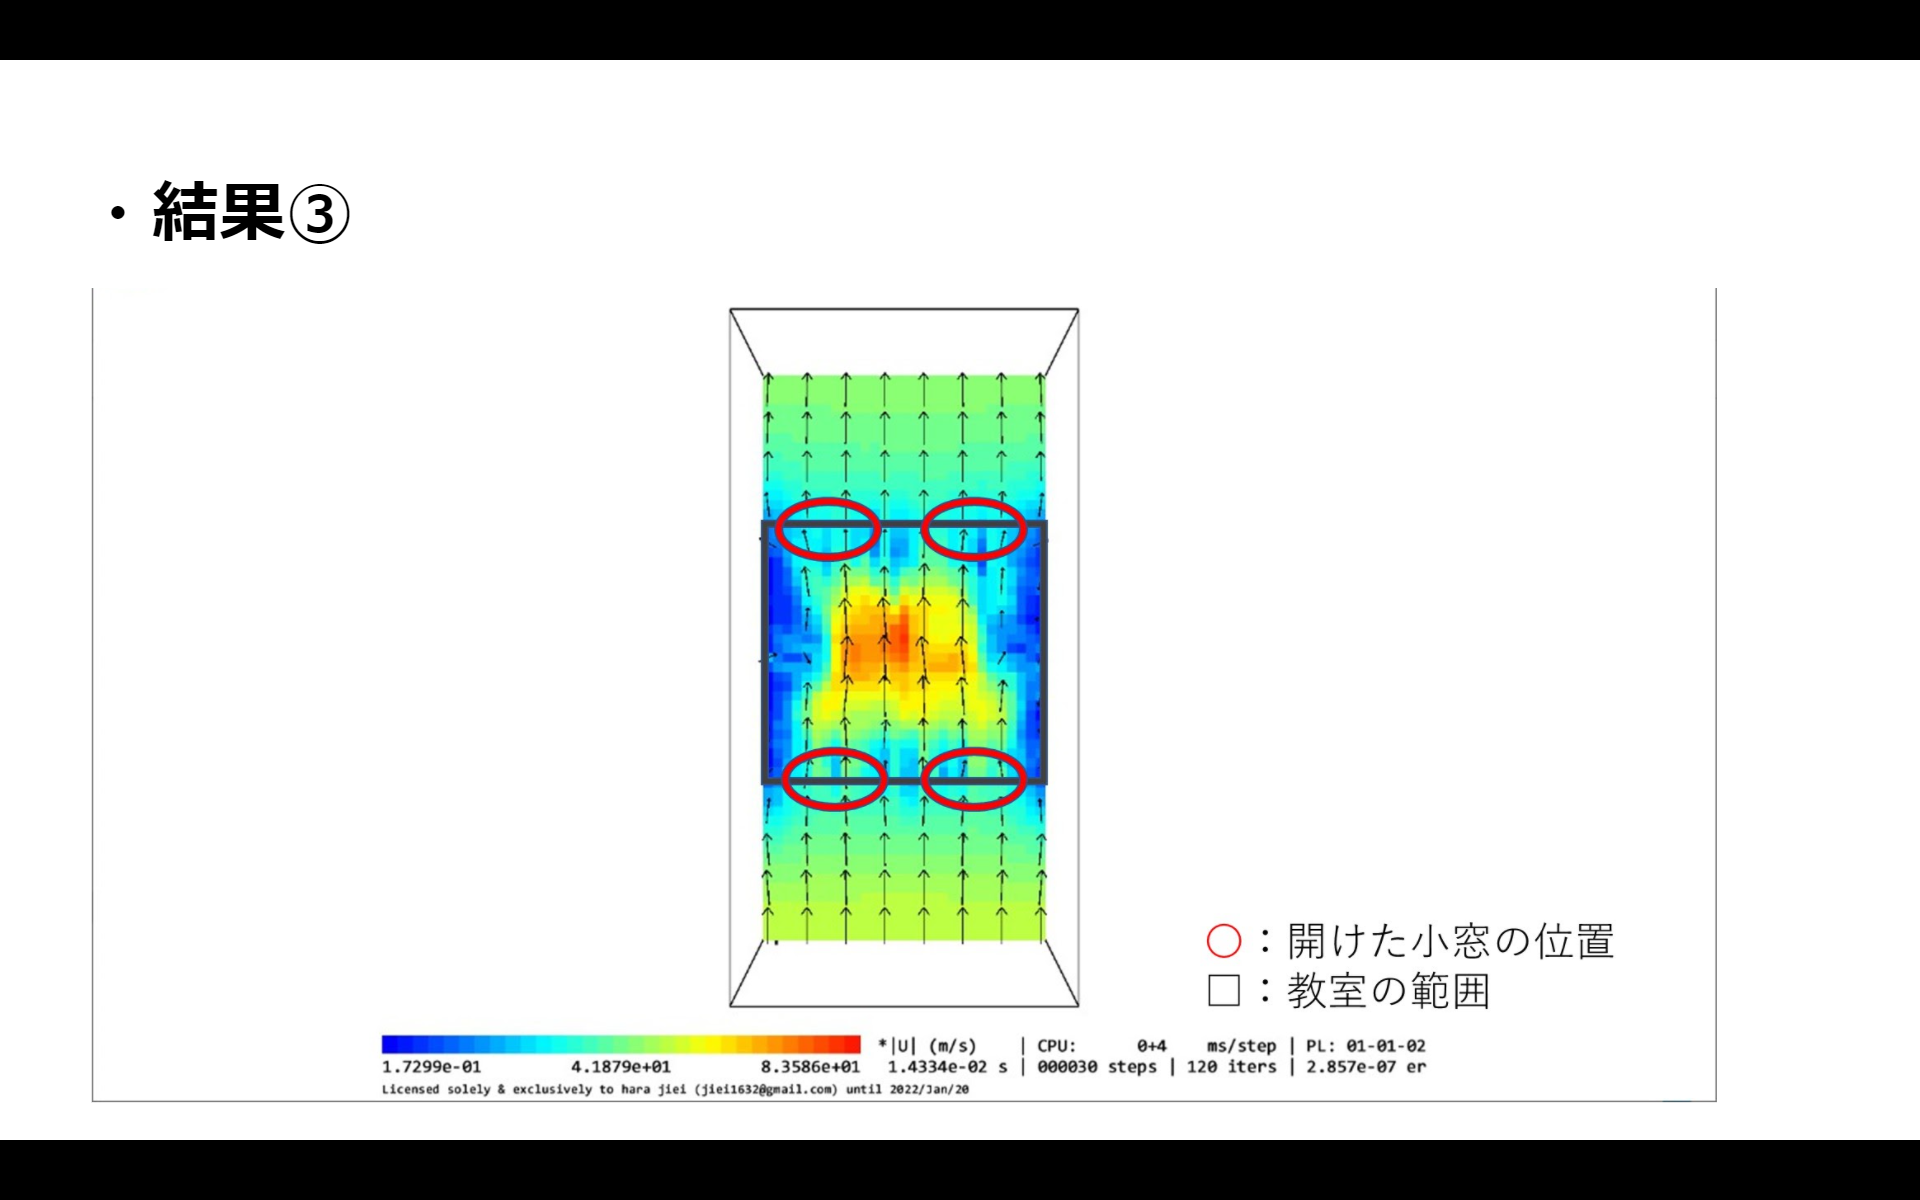 ・結果③
○：開けた小窓の位置
□：教室の範囲
*|U| (m/s) | CPU: 0+4 ms/step | PL: 01-01-02
1.7299e-01 4.1879e+01 8.3586e+01 1.4334e-02 s | 000030 steps | 120 iters | 2.857e-07 er
Licensed solely & exclusively to hara jiei (jiei1632@gmail.com) until 2022/Jan/20